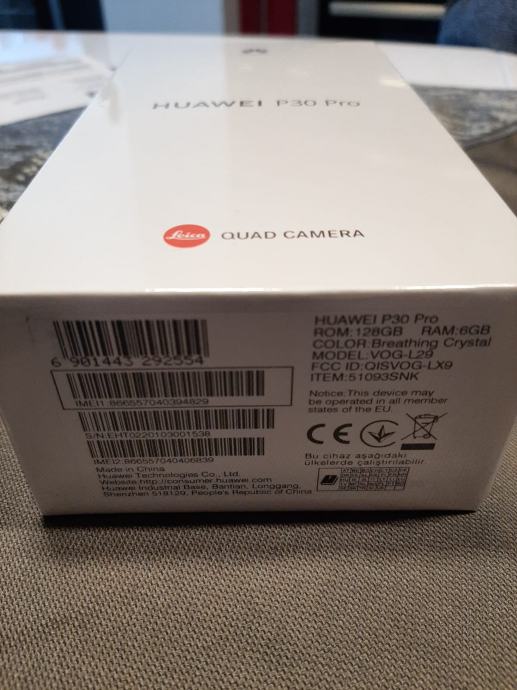 HUAWEI P30 Pro
Leica QUAD CAMERA
6 901443 292554
IMEI1:866557040394829
S/N:EHT0220103001538
IMEI2:866557040406839
Made in China
Huawei Technologies Co., Ltd.
Website:http://consumer.huawei.com
Huawei Industrial Base, Bantian, Longgang,
Shenzhen 518129, People's Republic of China
HUAWEI P30 Pro
ROM:128GB RAM:6GB
COLOR:Breathing Crystal
MODEL:VOG-L29
FCC ID:QISVOG-LX9
ITEM:51093SNK
Notice:This device may
be operated in all member
states of the EU.
CE
Bu cihaz aşağıdaki
ülkelerde çalıştırılabilir.